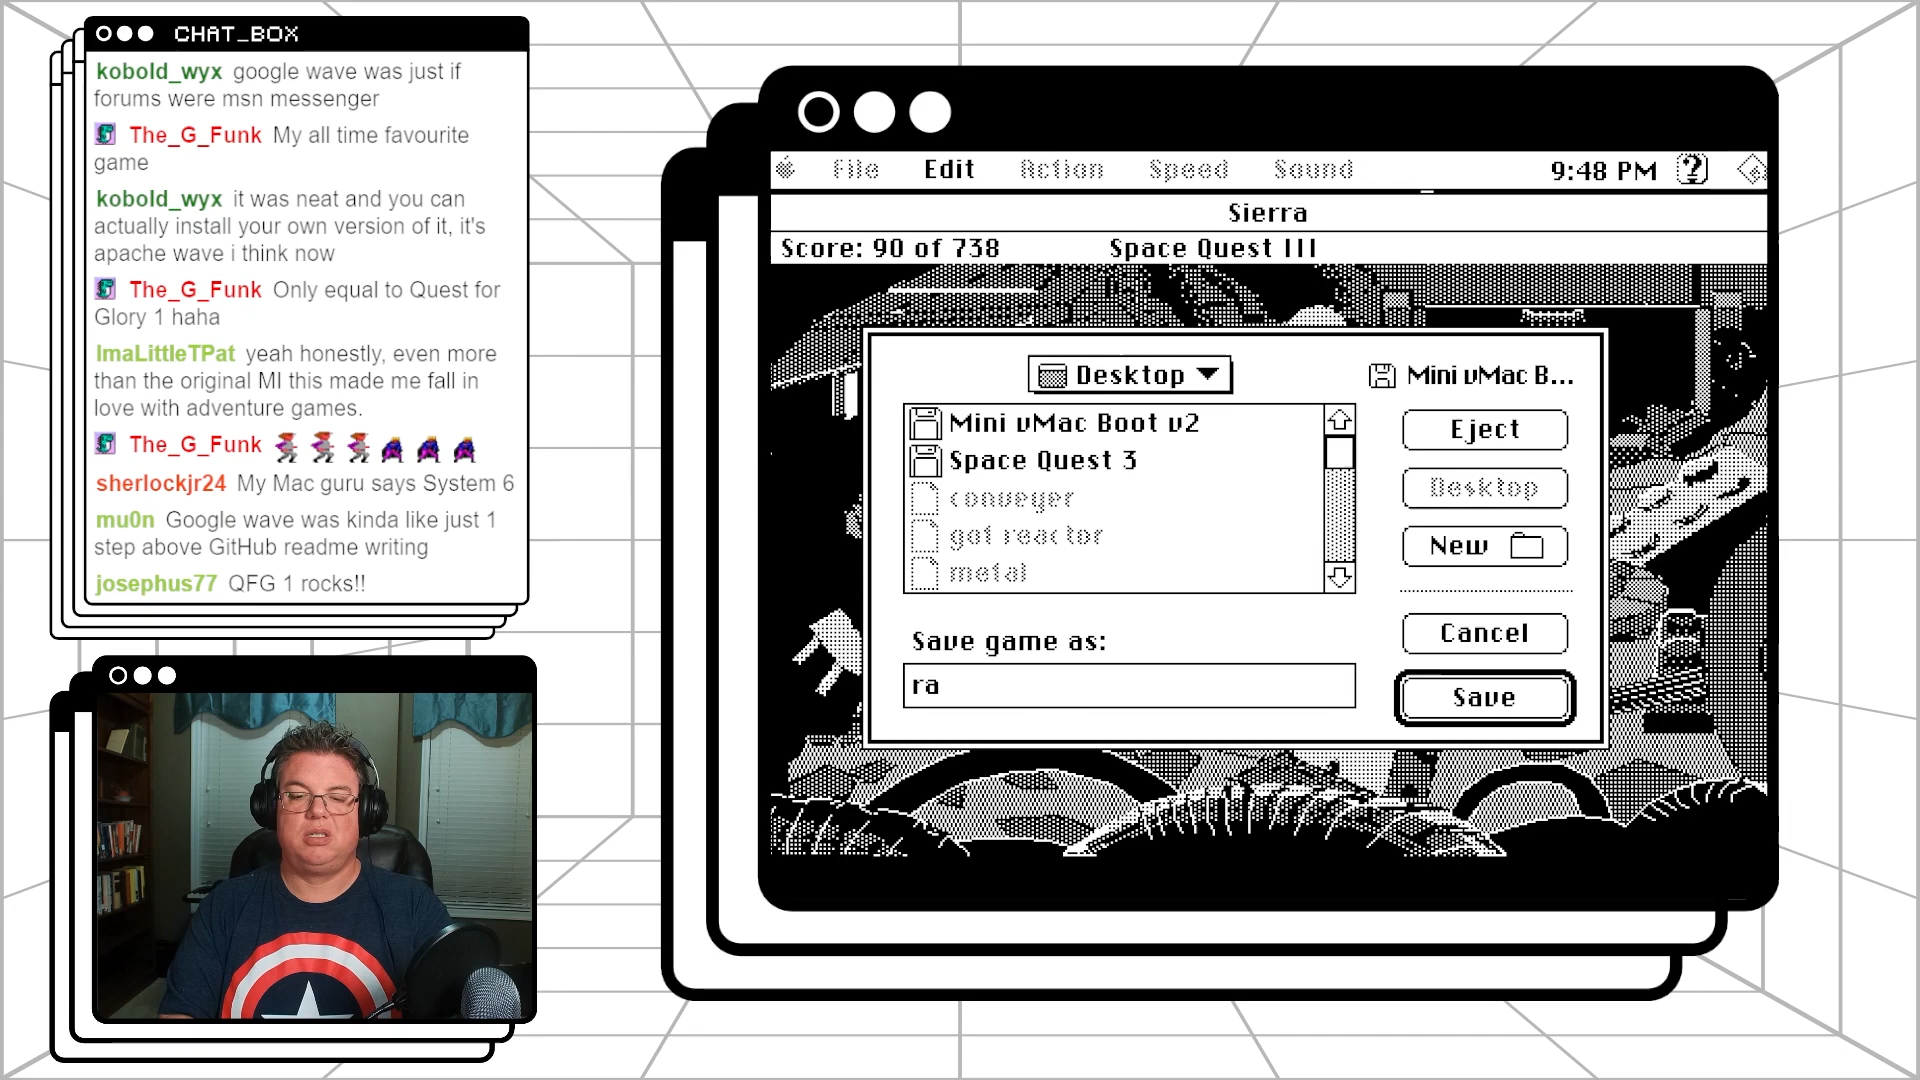 CHAT_BOX
kobold_wyx google wave was just if
forums were msn messenger
The_G_Funk My all time favourite
game
kobold_wyx it was neat and you can
actually install your own version of it, it's
apache wave i think now
The_G_Funk Only equal to Quest for
Glory 1 haha
ImaLittleTPat yeah honestly, even more
than the original MI this made me fall in
love with adventure games.
The_G_Funk
sherlockjr24 My Mac guru says System 6
mu0n Google wave was kinda like just 1
step above GitHub readme writing
josephus77 QFG 1 rocks!!
File Edit Action Speed Sound 9:48 PM
Sierra
Score: 90 of 738 Space Quest III
Desktop
Mini vMac B...
Mini vMac Boot v2
Space Quest 3
conveyer
got reactor
metal
Eject
Desktop
New
Save game as:
ra
Cancel
Save